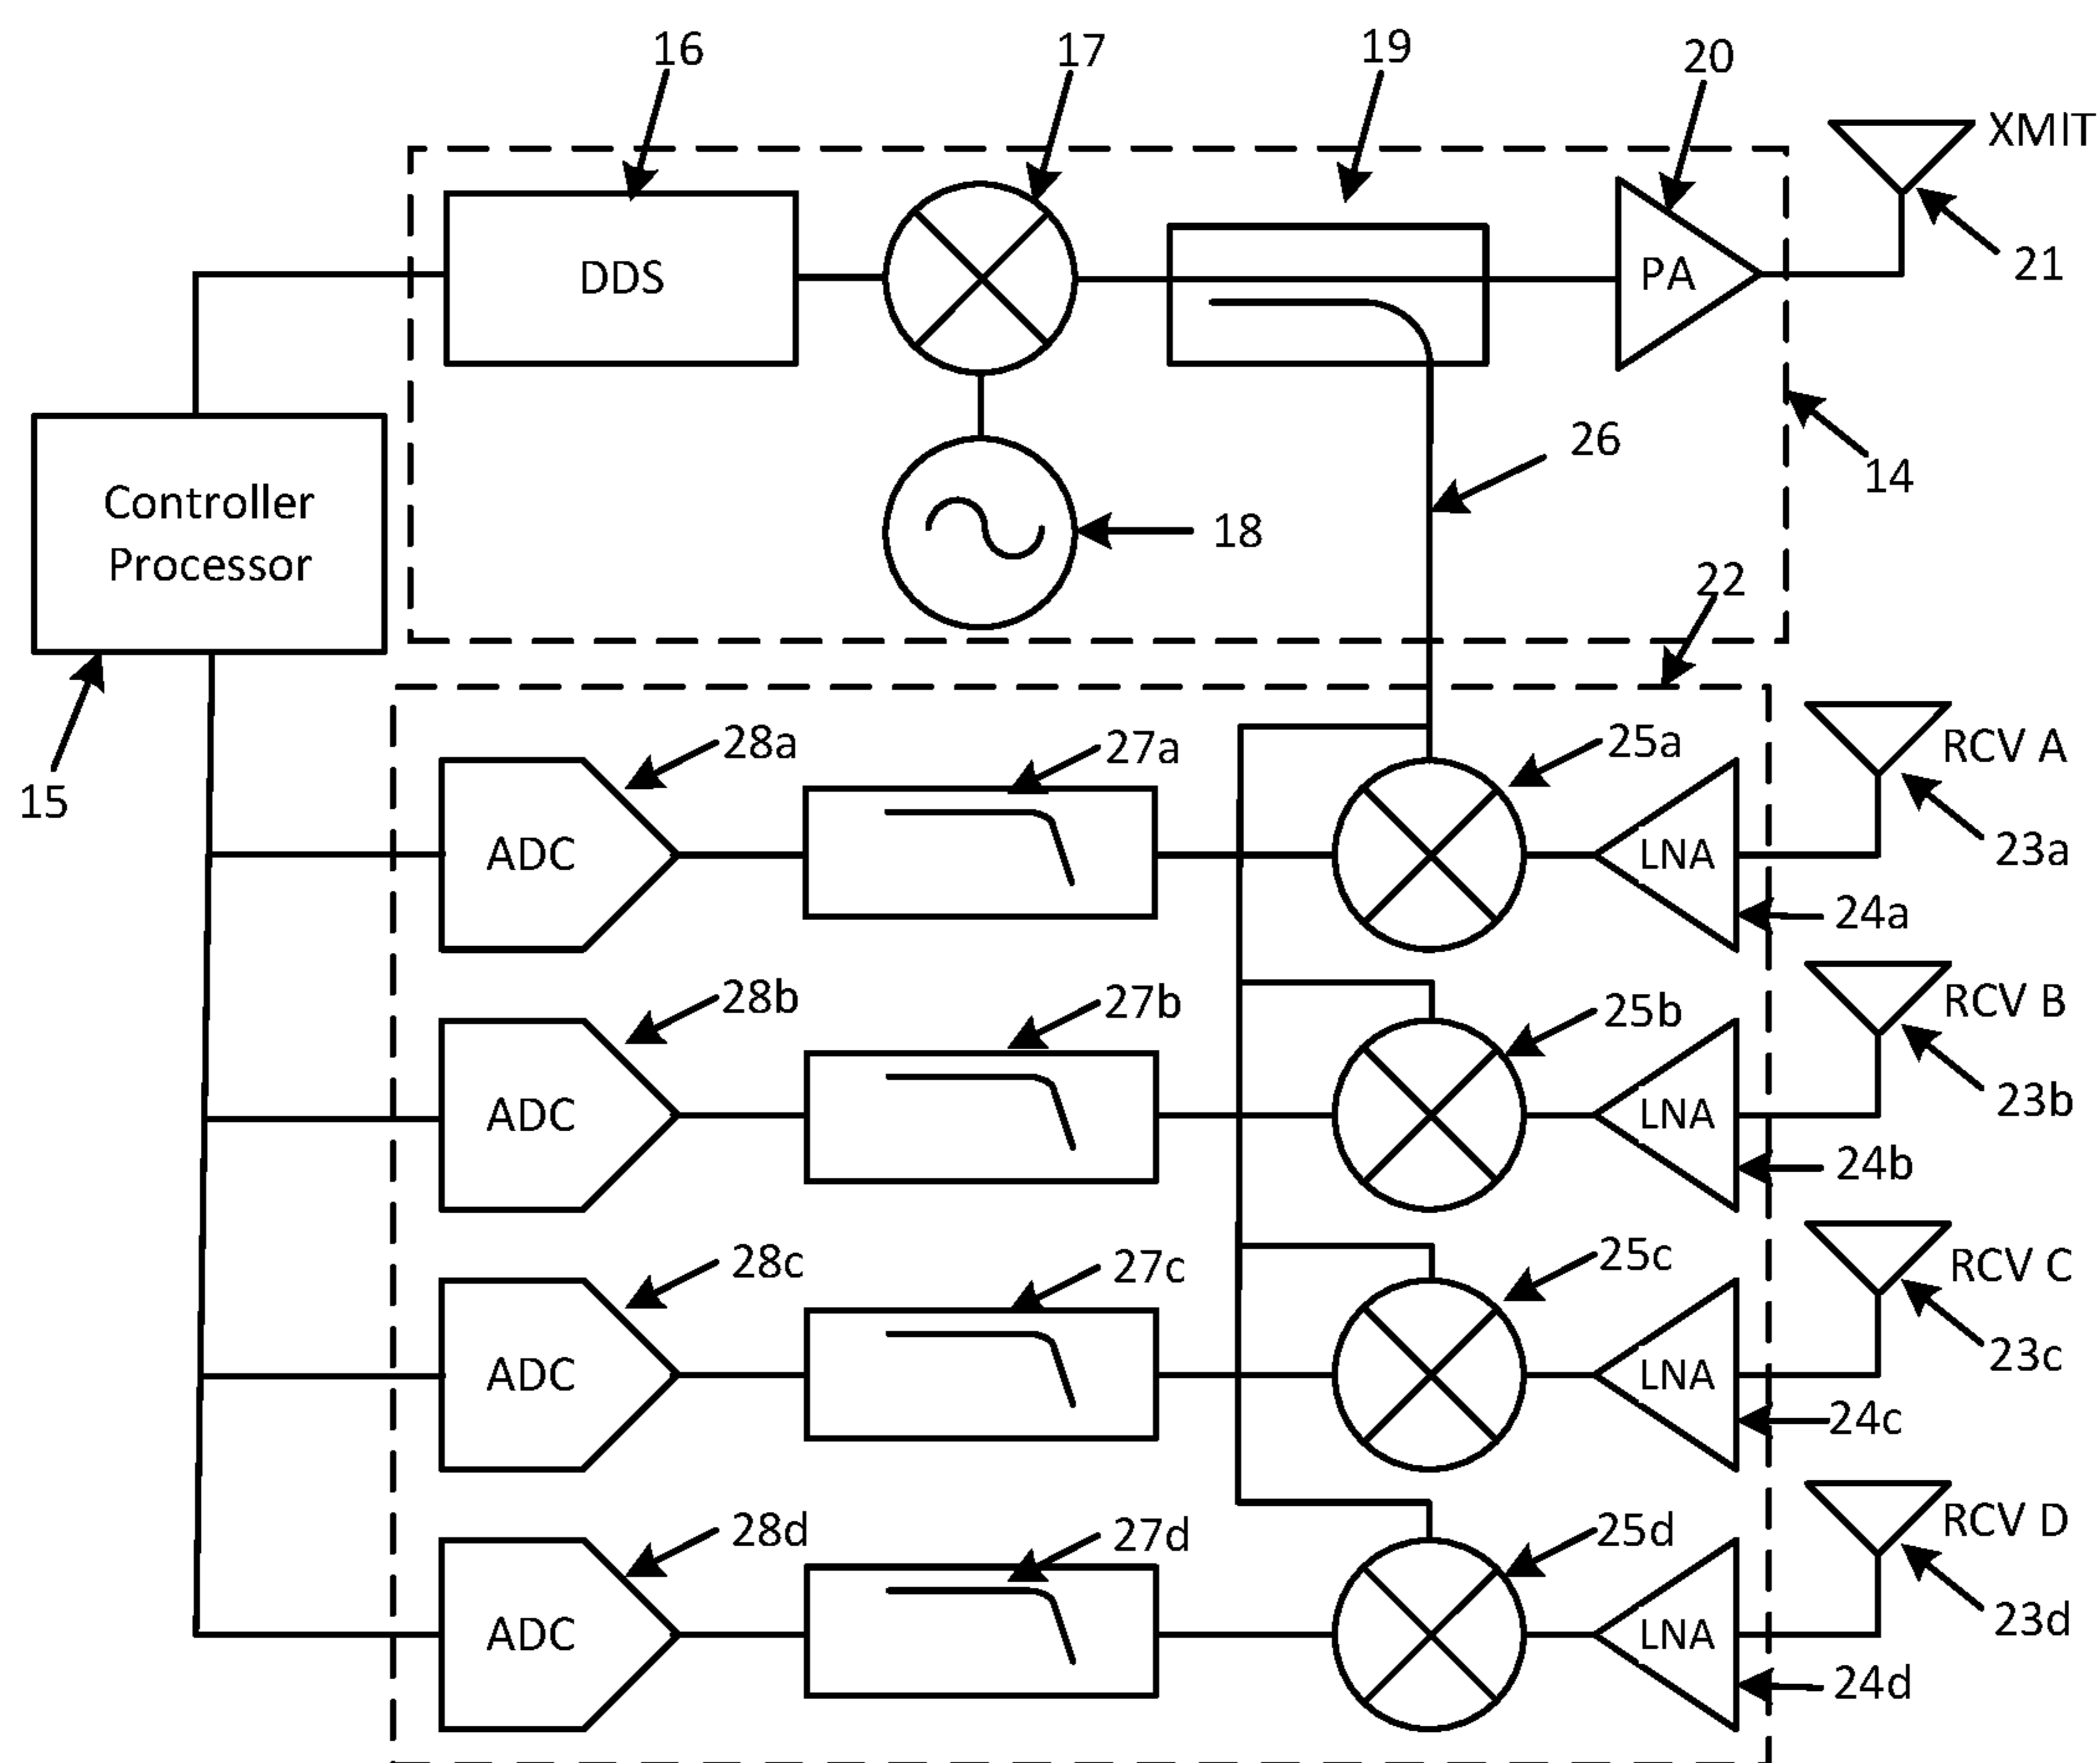 16
17
19
20
XMIT
21
DDS
PA
14
26
18
Controller
Processor
22
15
28a
27a
25a
RCV A
ADC
LNA
23a
24a
28b
27b
25b
RCV B
ADC
LNA
23b
24b
28c
27c
25c
RCV C
ADC
LNA
23c
24c
28d
27d
25d
RCV D
ADC
LNA
23d
24d